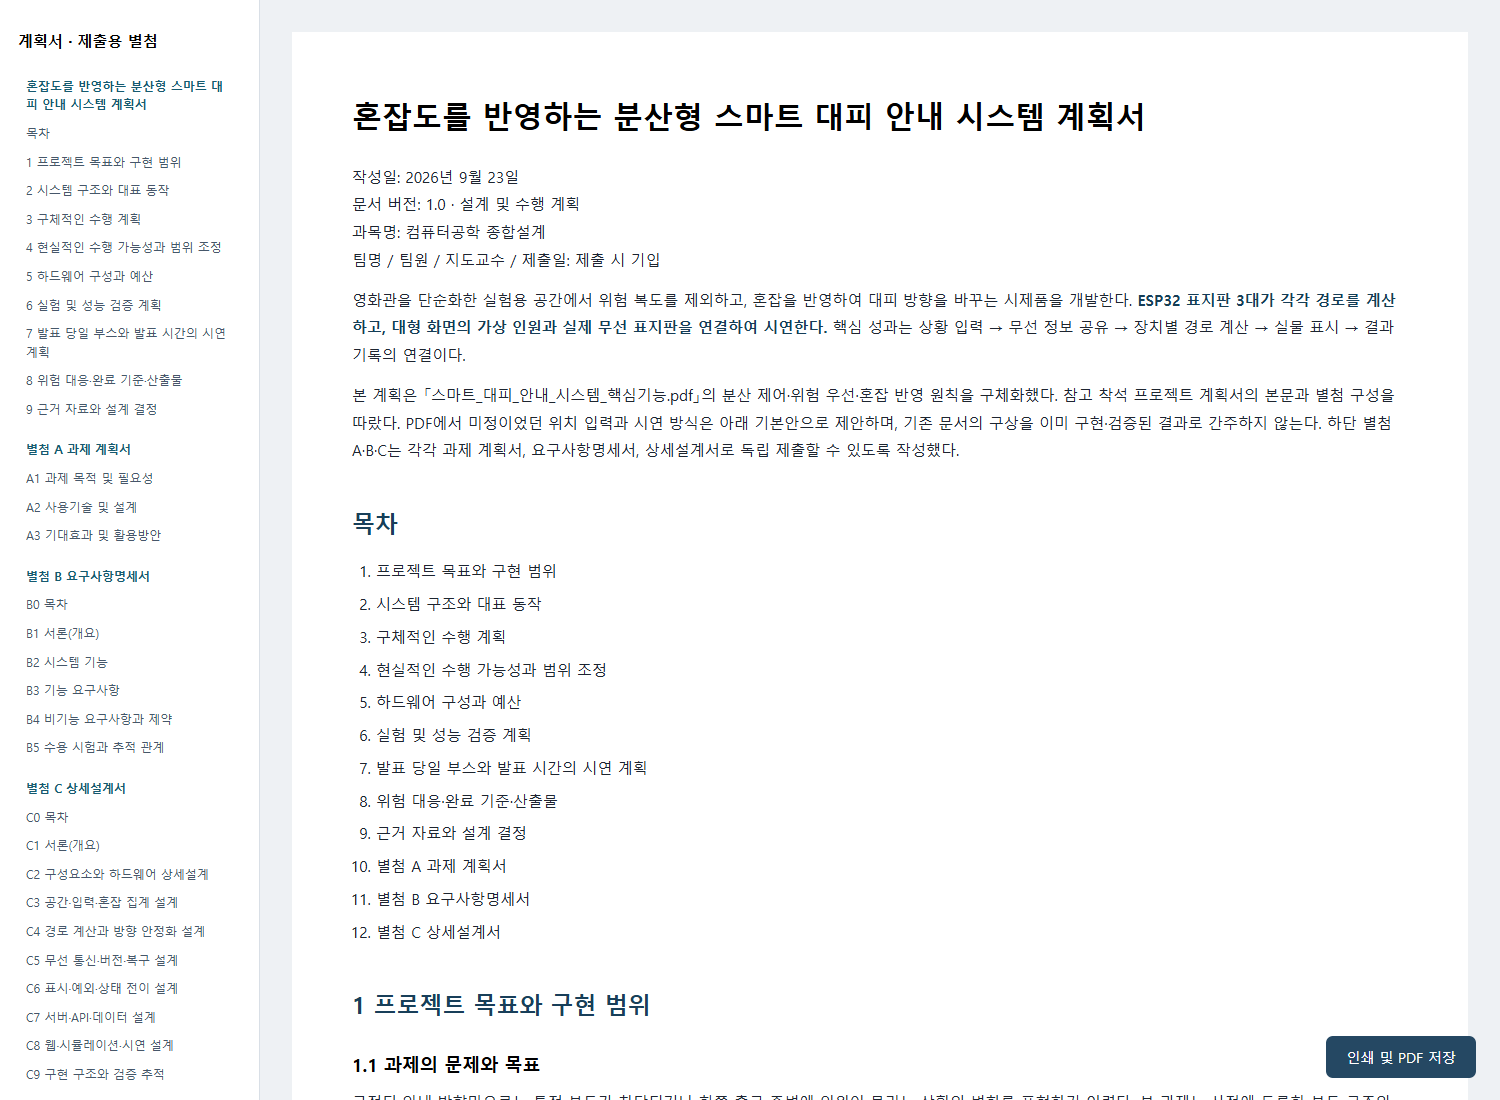 계획서 · 제출용 별첨
혼잡도를 반영하는 분산형 스마트 대
피 안내 시스템 계획서
목차
1 프로젝트 목표와 구현 범위
2 시스템 구조와 대표 동작
3 구체적인 수행 계획
4 현실적인 수행 가능성과 범위 조정
5 하드웨어 구성과 예산
6 실험 및 성능 검증 계획
7 발표 당일 부스와 발표 시간의 시연
계획
8 위험 대응·완료 기준·산출물
9 근거 자료와 설계 결정
별첨 A 과제 계획서
A1 과제 목적 및 필요성
A2 사용기술 및 설계
A3 기대효과 및 활용방안
별첨 B 요구사항명세서
B0 목차
B1 서론(개요)
B2 시스템 기능
B3 기능 요구사항
B4 비기능 요구사항과 제약
B5 수용 시험과 추적 관계
별첨 C 상세설계서
C0 목차
C1 서론(개요)
C2 구성요소와 하드웨어 상세설계
C3 공간·입력·혼잡 집계 설계
C4 경로 계산과 방향 안정화 설계
C5 무선 통신·버전·복구 설계
C6 표시·예외·상태 전이 설계
C7 서버·API·데이터 설계
C8 웹·시뮬레이션·시연 설계
C9 구현 구조와 검증 추적
혼잡도를 반영하는 분산형 스마트 대피 안내 시스템 계획서
작성일: 2026년 9월 23일
문서 버전: 1.0 · 설계 및 수행 계획
과목명: 컴퓨터공학 종합설계
팀명 / 팀원 / 지도교수 / 제출일: 제출 시 기입
영화관을 단순화한 실험용 공간에서 위험 복도를 제외하고, 혼잡을 반영하여 대피 방향을 바꾸는 시제품을 개발한다. ESP32 표지판 3대가 각각 경로를 계산
하고, 대형 화면의 가상 인원과 실제 무선 표지판을 연결하여 시연한다. 핵심 성과는 상황 입력 → 무선 정보 공유 → 장치별 경로 계산 → 실물 표시 → 결과
기록의 연결이다.
본 계획은 「스마트_대피_안내_시스템_핵심기능.pdf」의 분산 제어·위험 우선·혼잡 반영 원칙을 구체화했다. 참고 착석 프로젝트 계획서의 본문과 별첨 구성을
따랐다. PDF에서 미정이었던 위치 입력과 시연 방식은 아래 기본안으로 제안하며, 기존 문서의 구상을 이미 구현·검증된 결과로 간주하지 않는다. 하단 별첨
A·B·C는 각각 과제 계획서, 요구사항명세서, 상세설계서로 독립 제출할 수 있도록 작성했다.
목차
1. 프로젝트 목표와 구현 범위
2. 시스템 구조와 대표 동작
3. 구체적인 수행 계획
4. 현실적인 수행 가능성과 범위 조정
5. 하드웨어 구성과 예산
6. 실험 및 성능 검증 계획
7. 발표 당일 부스와 발표 시간의 시연 계획
8. 위험 대응·완료 기준·산출물
9. 근거 자료와 설계 결정
10. 별첨 A 과제 계획서
11. 별첨 B 요구사항명세서
12. 별첨 C 상세설계서
1 프로젝트 목표와 구현 범위
1.1 과제의 문제와 목표
인쇄 및 PDF 저장